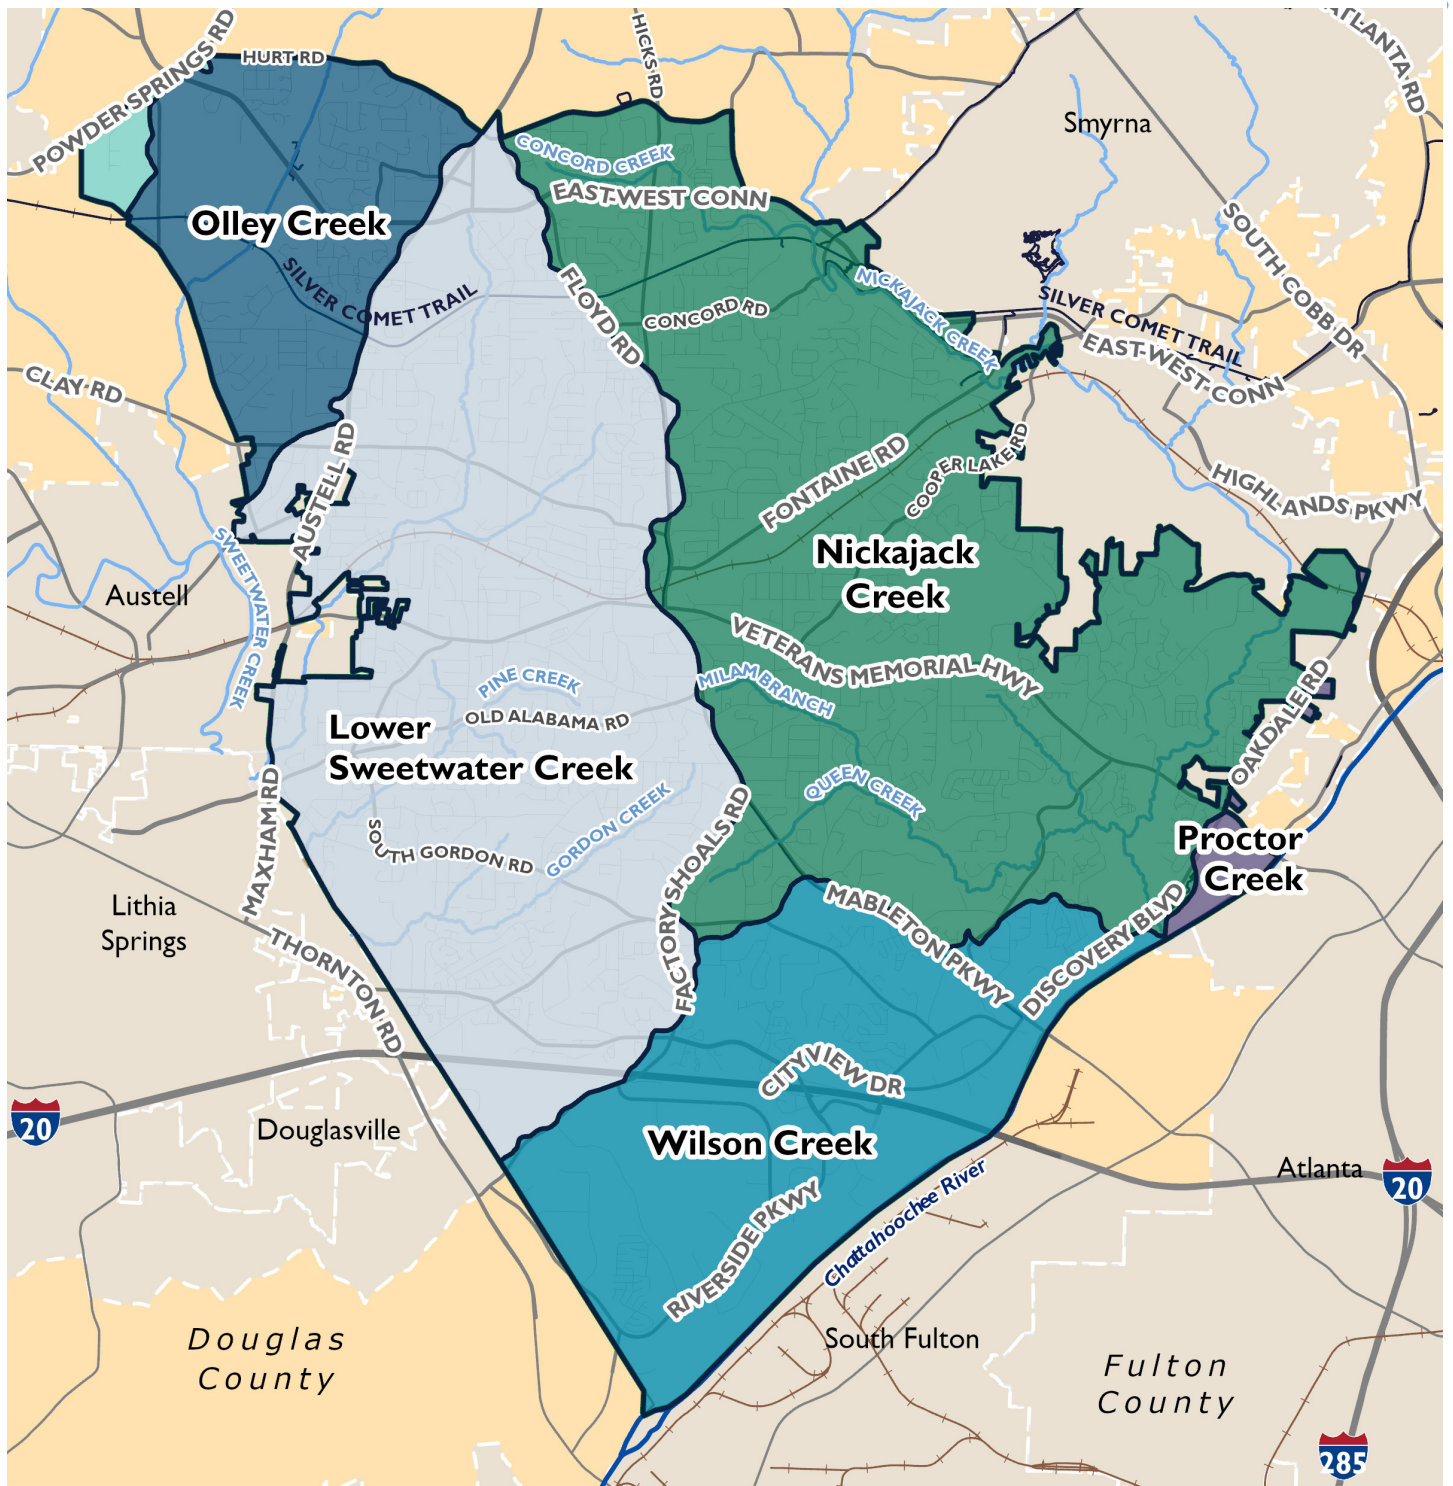 POWDER SPRINGS RD
HURT RD
HICKS RD
ATLANTA RD
Smyrna
CONCORD CREEK
EAST-WEST CONN
Olley Creek
SOUTH COBB DR
SILVER COMET TRAIL
FLOYD RD
CONCORD RD
NICKAJACK CREEK
SILVER COMET TRAIL
EAST-WEST CONN
CLAY RD
AUSTELL RD
FONTAINE RD
COOPER LAKE RD
HIGHLANDS PKWY
Nickajack
Creek
SWEETWATER CREEK
Austell
VETERANS MEMORIAL HWY
MILAM BRANCH
PINE CREEK
OLD ALABAMA RD
Lower
Sweetwater Creek
OAKDALE RD
QUEEN CREEK
MAXHAM RD
SOUTH GORDON RD
GORDON CREEK
FACTORY SHOALS RD
Proctor
Creek
Lithia
Springs
THORNTON RD
MABLETON PKWY
DISCOVERY BLVD
CITYVIEW DR
20
Douglasville
Wilson Creek
Atlanta
20
RIVERSIDE PKWY
Chattahoochee River
South Fulton
Douglas
County
Fulton
County
285